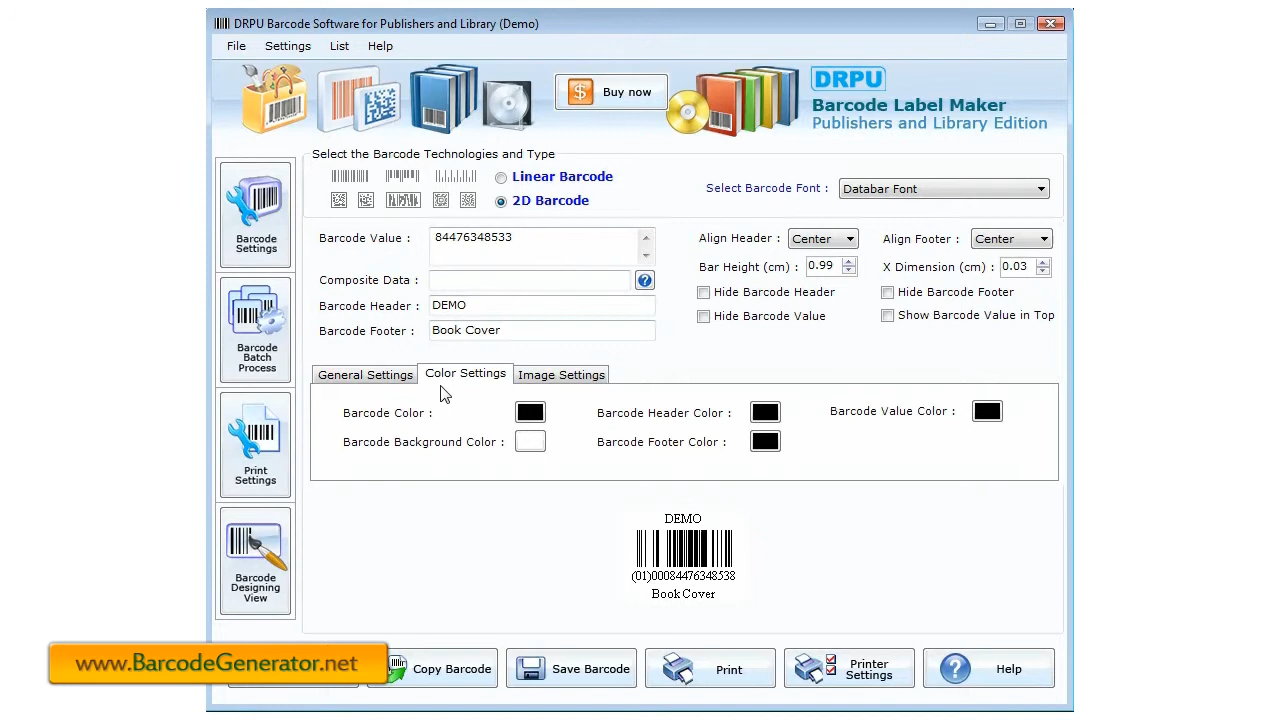 DRPU Barcode Software for Publishers and Library (Demo)
File Settings List Help
Buy now
DRPU
Barcode Label Maker
Publishers and Library Edition
Select the Barcode Technologies and Type
Linear Barcode
2D Barcode
Select Barcode Font :
Databar Font
Barcode Settings
Barcode Batch Process
Print Settings
Barcode Designing View
Barcode Value :
84476348533
Composite Data :
Barcode Header :
DEMO
Barcode Footer :
Book Cover
Align Header :
Center
Align Footer :
Center
Bar Height (cm) :
0.99
X Dimension (cm) :
0.03
Hide Barcode Header
Hide Barcode Footer
Hide Barcode Value
Show Barcode Value in Top
General Settings
Color Settings
Image Settings
Barcode Color :
Barcode Header Color :
Barcode Value Color :
Barcode Background Color :
Barcode Footer Color :
DEMO
(01)00084476348538
Book Cover
www.BarcodeGenerator.net
Copy Barcode
Save Barcode
Print
Printer Settings
Help